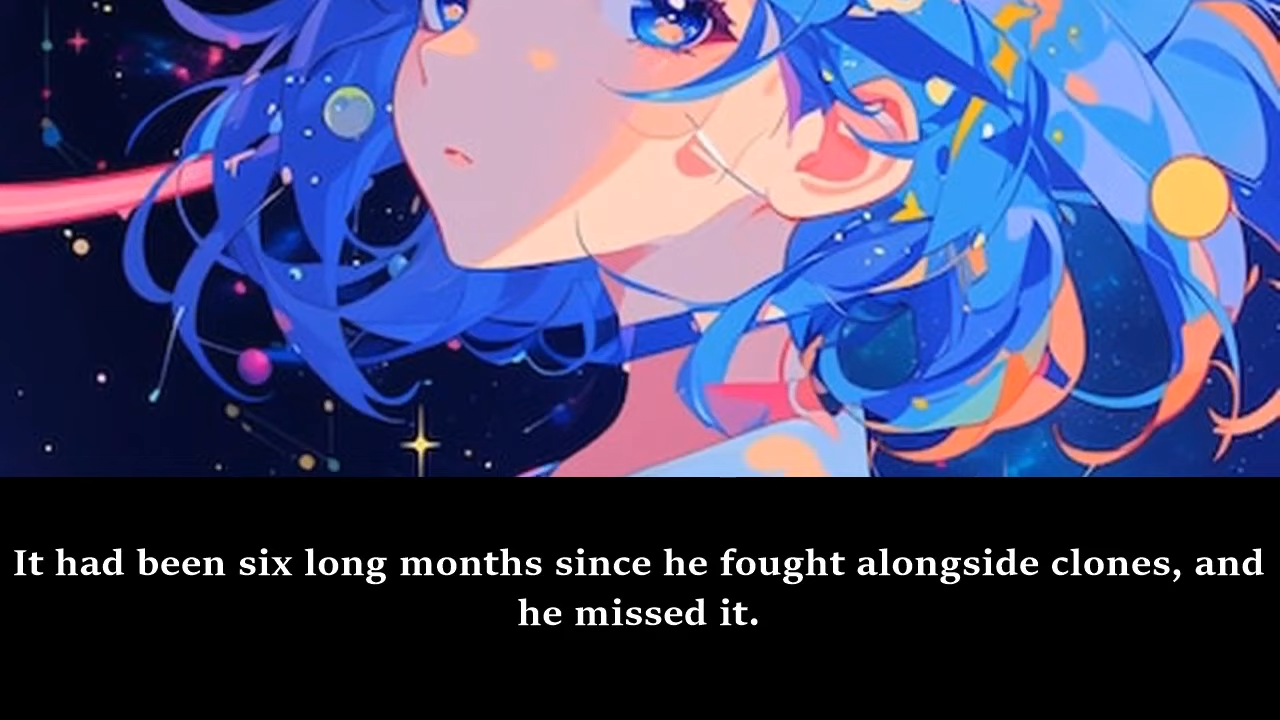 It had been six long months since he fought alongside clones, and
he missed it.